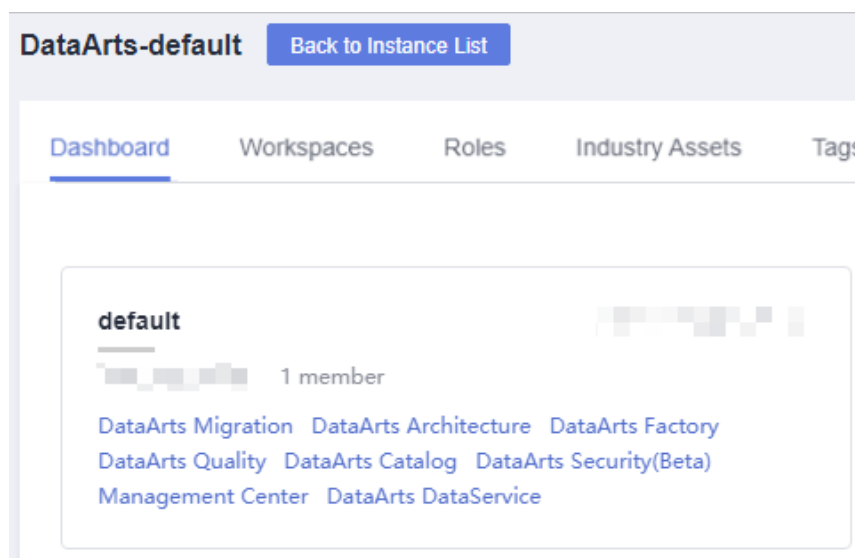 DataArts-default Back to Instance List
Dashboard Workspaces Roles Industry Assets Tags
default
1 member
DataArts Migration DataArts Architecture DataArts Factory
DataArts Quality DataArts Catalog DataArts Security(Beta)
Management Center DataArts DataService